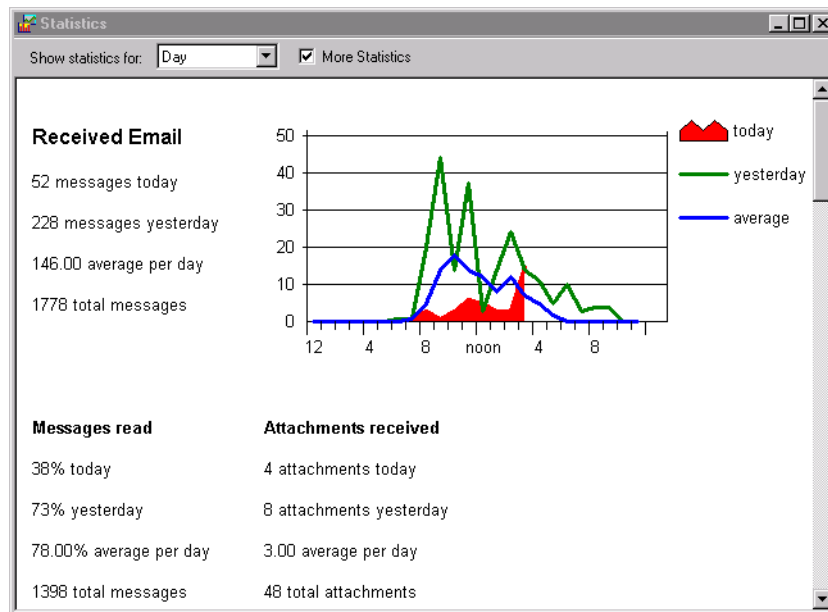 Statistics
Show statistics for: Day More Statistics
Received Email
52 messages today
228 messages yesterday
146.00 average per day
1778 total messages
50
40
30
20
10
0
12 4 8 noon 4 8
today
yesterday
average
Messages read
38% today
73% yesterday
78.00% average per day
1398 total messages
Attachments received
4 attachments today
8 attachments yesterday
3.00 average per day
48 total attachments